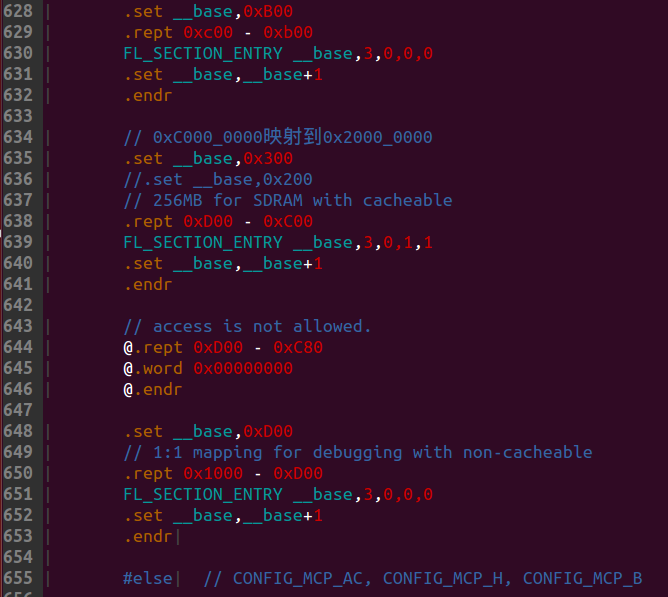 628 .set __base,0xB00
629 .rept 0xc00 - 0xb00
630 FL_SECTION_ENTRY __base,3,0,0,0
631 .set __base,__base+1
632 .endr
633
634 // 0xC000_0000映射到0x2000_0000
635 .set __base,0x300
636 //.set __base,0x200
637 // 256MB for SDRAM with cacheable
638 .rept 0xD00 - 0xC00
639 FL_SECTION_ENTRY __base,3,0,1,1
640 .set __base,__base+1
641 .endr
642
643 // access is not allowed.
644 @.rept 0xD00 - 0xC80
645 @.word 0x00000000
646 @.endr
647
648 .set __base,0xD00
649 // 1:1 mapping for debugging with non-cacheable
650 .rept 0x1000 - 0xD00
651 FL_SECTION_ENTRY __base,3,0,0,0
652 .set __base,__base+1
653 .endr
654
655 #else // CONFIG_MCP_AC, CONFIG_MCP_H, CONFIG_MCP_B